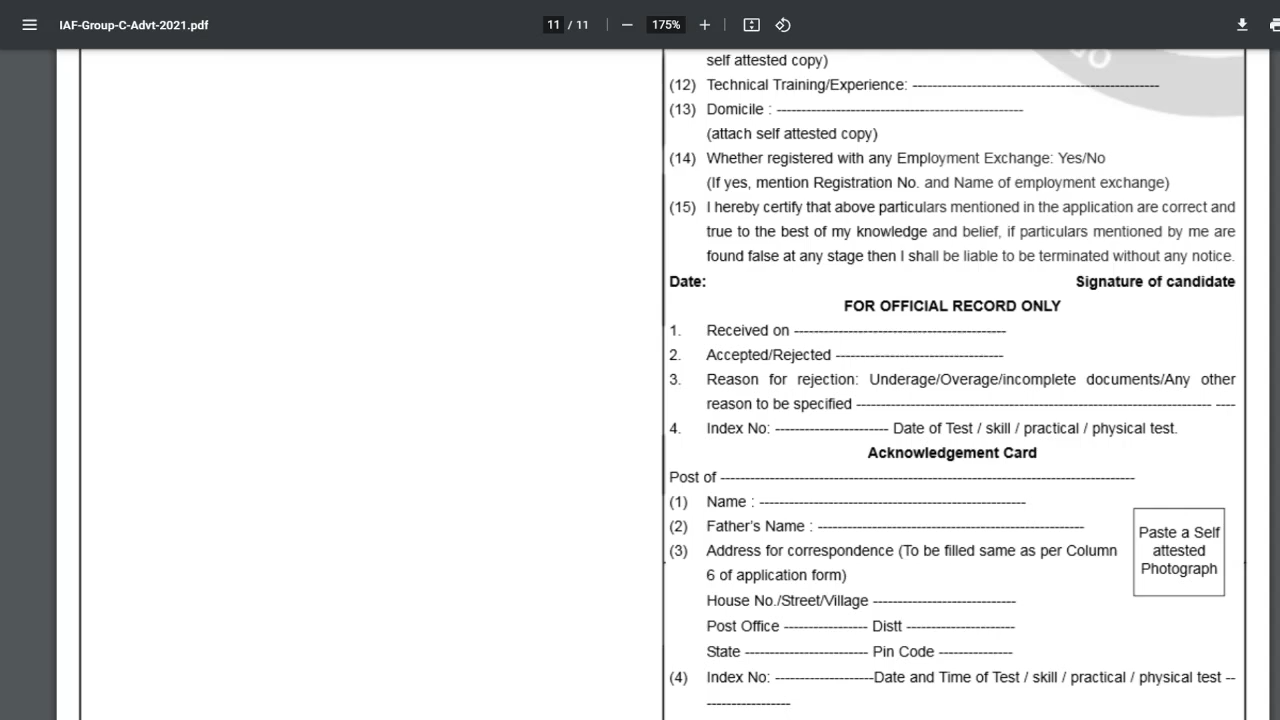 IAF-Group-C-Advt-2021.pdf
11 / 11
175%
self attested copy)
(12) Technical Training/Experience: --------------------------------------------------
(13) Domicile : --------------------------------------------------
(attach self attested copy)
(14) Whether registered with any Employment Exchange: Yes/No
(If yes, mention Registration No. and Name of employment exchange)
(15) I hereby certify that above particulars mentioned in the application are correct and
true to the best of my knowledge and belief, if particulars mentioned by me are
found false at any stage then I shall be liable to be terminated without any notice.
Date: Signature of candidate
FOR OFFICIAL RECORD ONLY
1. Received on -------------------------------------------
2. Accepted/Rejected ----------------------------------
3. Reason for rejection: Underage/Overage/incomplete documents/Any other
reason to be specified ------------------------------------------------------------------------ ----
4. Index No: ----------------------- Date of Test / skill / practical / physical test.
Acknowledgement Card
Post of ------------------------------------------------------------------------------------
(1) Name : ------------------------------------------------------
(2) Father's Name : ------------------------------------------------------
(3) Address for correspondence (To be filled same as per Column
6 of application form)
House No./Street/Village -----------------------------
Post Office ----------------- Distt ----------------------
State ------------------------- Pin Code ---------------
(4) Index No: --------------------Date and Time of Test / skill / practical / physical test --
-----------------
Paste a Self
attested
Photograph